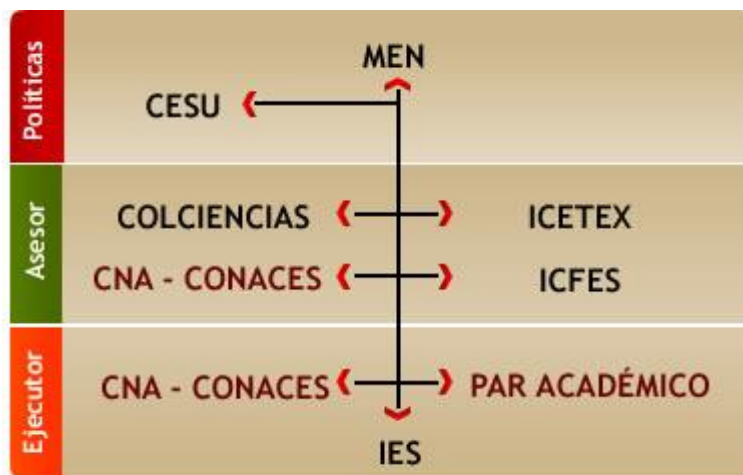 Políticas
MEN
CESU
Asesor
COLCIENCIAS
ICETEX
CNA - CONACES
ICFES
Ejecutor
CNA - CONACES
PAR ACADÉMICO
IES